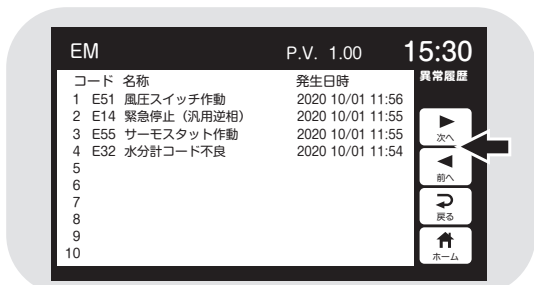 EM P.V. 1.00 15:30
異常履歴
コード 名称 発生日時
1 E51 風圧スイッチ作動 2020 10/01 11:56
2 E14 緊急停止（汎用逆相） 2020 10/01 11:55
3 E55 サーモスタット作動 2020 10/01 11:55
4 E32 水分計コード不良 2020 10/01 11:54
5
6
7
8
9
10
次へ
前へ
戻る
ホーム